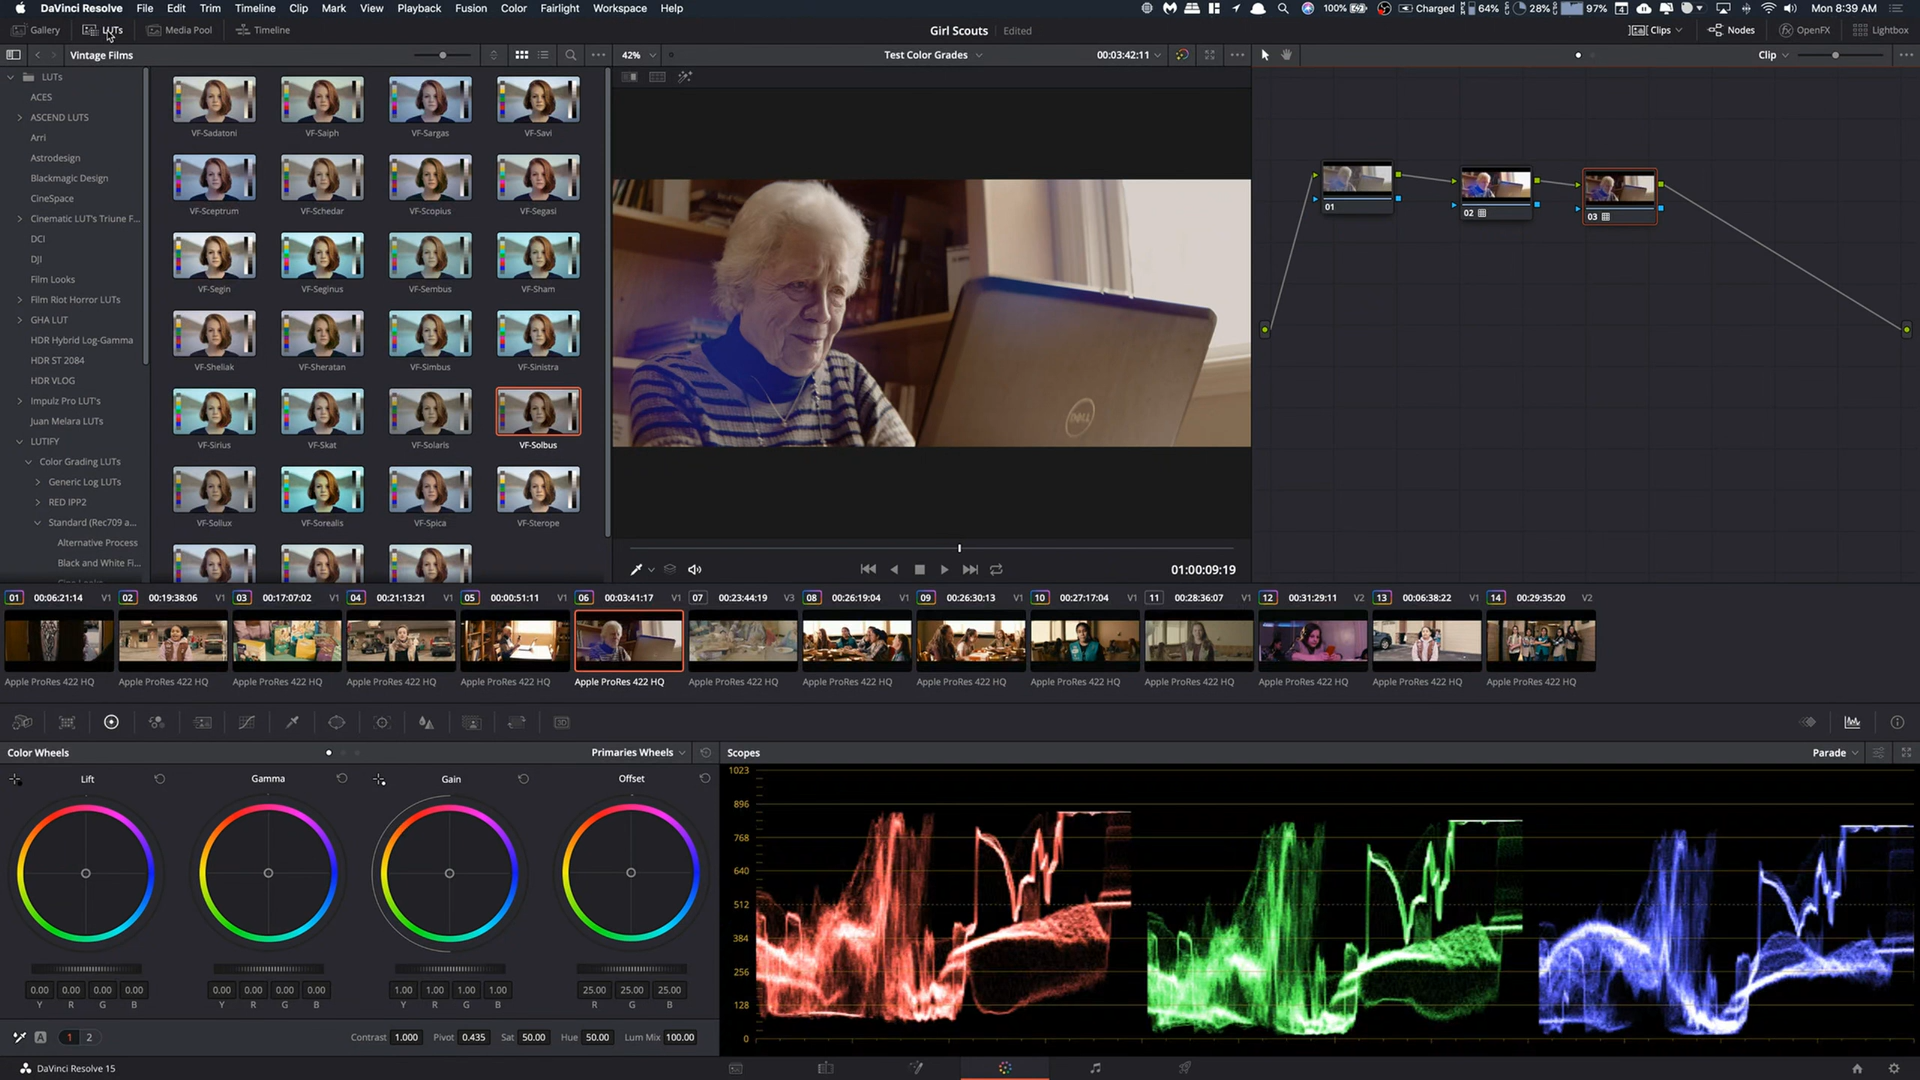 DaVinci Resolve File Edit Trim Timeline Clip Mark View Playback Fusion Color Fairlight Workspace Help 100% Charged 64% 28% 97% Mon 8:39 AM
Gallery LUTs Media Pool Timeline Girl Scouts Edited Clips Nodes OpenFX Lightbox
Vintage Films 42% Test Color Grades 00:03:42:11 Clip
LUTs
ACES
ASCEND LUTS
Arri
Astrodesign
Blackmagic Design
CineSpace
Cinematic LUT's Triune F...
DCI
DJI
Film Looks
Film Riot Horror LUTs
GHA LUT
HDR Hybrid Log-Gamma
HDR ST 2084
HDR VLOG
Impulz Pro LUT's
Juan Melara LUTs
LUTIFY
Color Grading LUTs
Generic Log LUTs
RED IPP2
Standard (Rec709 a...
Alternative Process
Black and White Fi...
VF-Sadatoni VF-Saiph VF-Sargas VF-Savi
VF-Sceptrum VF-Schedar VF-Scopius VF-Segasi
VF-Segin VF-Seginus VF-Sembus VF-Sham
VF-Sheliak VF-Sheratan VF-Simbus VF-Sinistra
VF-Sirius VF-Skat VF-Solaris VF-Solbus
VF-Sollux VF-Sorealis VF-Spica VF-Sterope
DELL
01 02 03
01:00:09:19
01 00:06:21:14 V1 02 00:19:38:06 V1 03 00:17:07:02 V1 04 00:21:13:21 V1 05 00:00:51:11 V1 06 00:03:41:17 V1 07 00:23:44:19 V3 08 00:26:19:04 V1 09 00:26:30:13 V1 10 00:27:17:04 V1 11 00:28:36:07 V1 12 00:31:29:11 V2 13 00:06:38:22 V1 14 00:29:35:20 V2
Apple ProRes 422 HQ Apple ProRes 422 HQ Apple ProRes 422 HQ Apple ProRes 422 HQ Apple ProRes 422 HQ Apple ProRes 422 HQ Apple ProRes 422 HQ Apple ProRes 422 HQ Apple ProRes 422 HQ Apple ProRes 422 HQ Apple ProRes 422 HQ Apple ProRes 422 HQ Apple ProRes 422 HQ Apple ProRes 422 HQ
Color Wheels Primaries Wheels Scopes Parade
Lift Gamma Gain Offset
0.00 0.00 0.00 0.00 0.00 0.00 0.00 0.00 1.00 1.00 1.00 1.00 25.00 25.00 25.00
Y R G B Y R G B Y R G B R G B
A 1 2 Contrast 1.000 Pivot 0.435 Sat 50.00 Hue 50.00 Lum Mix 100.00
1023
896
768
640
512
384
256
128
0
DaVinci Resolve 15